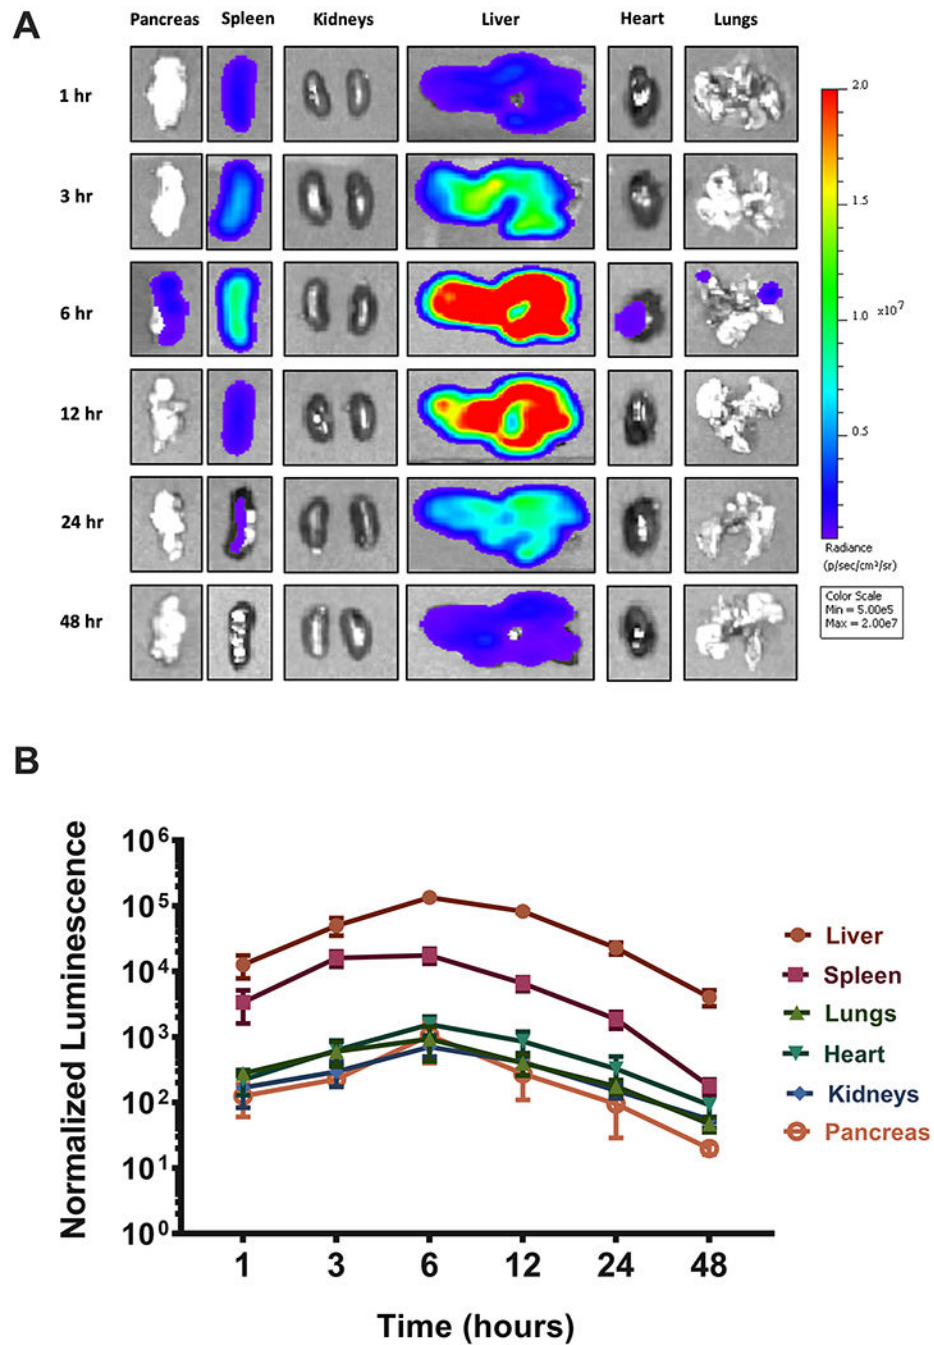 A
Pancreas Spleen Kidneys Liver Heart Lungs
1 hr
3 hr
6 hr
12 hr
24 hr
48 hr
2.0
1.5
1.0 x10⁷
0.5
Radiance
(p/sec/cm²/sr)
Color Scale
Min = 5.00e5
Max = 2.00e7
B
Normalized Luminescence
10⁶
10⁵
10⁴
10³
10²
10¹
10⁰
1 3 6 12 24 48
Time (hours)
Liver
Spleen
Lungs
Heart
Kidneys
Pancreas